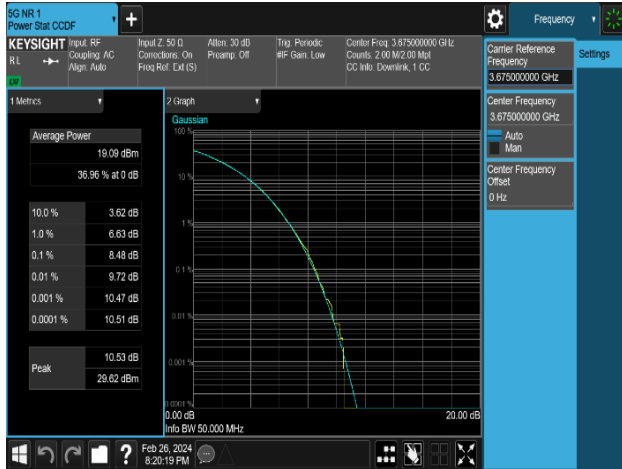 5G NR 1
Power Stat CCDF
Frequency
KEYSIGHT
RL
Input: RF
Coupling: AC
Align: Auto
Input Z: 50 Ω
Corrections: On
Freq Ref: Ext (S)
Atten: 30 dB
Preamp: Off
Trig: Periodic
#IF Gain: Low
Center Freq: 3.675000000 GHz
Counts: 2.00 M/2.00 Mpt
CC Info: Downlink, 1 CC
1 Metrics
Average Power
19.09 dBm
36.96 % at 0 dB
10.0 % 3.62 dB
1.0 % 6.63 dB
0.1 % 8.48 dB
0.01 % 9.72 dB
0.001 % 10.47 dB
0.0001 % 10.51 dB
Peak
10.53 dB
29.62 dBm
2 Graph
Gaussian
100 %
10 %
1 %
0.1 %
0.01 %
0.001 %
0.0001 %
0.00 dB
20.00 dB
Info BW 50.000 MHz
Carrier Reference
Frequency
3.675000000 GHz
Center Frequency
3.675000000 GHz
Auto
Man
Center Frequency
Offset
0 Hz
Settings
Feb 26, 2024
8:20:19 PM